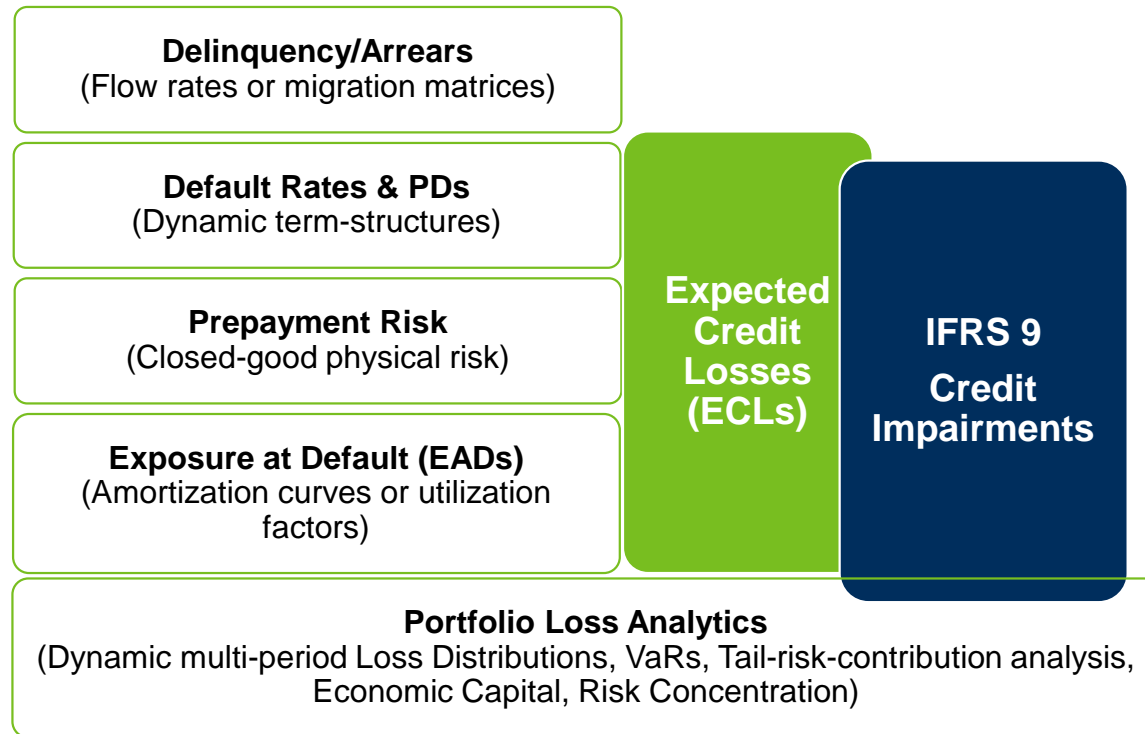 Delinquency/Arrears
(Flow rates or migration matrices)
Default Rates & PDs
(Dynamic term-structures)
Prepayment Risk
(Closed-good physical risk)
Exposure at Default (EADs)
(Amortization curves or utilization
factors)
Expected
Credit
Losses
(ECLs)
IFRS 9
Credit
Impairments
Portfolio Loss Analytics
(Dynamic multi-period Loss Distributions, VaRs, Tail-risk-contribution analysis,
Economic Capital, Risk Concentration)